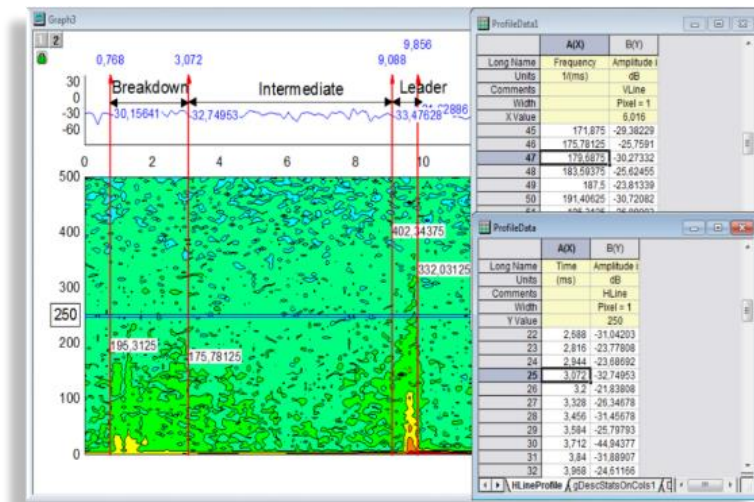 Graph3
1 2
0,768
3,072
9,088
9,856
30
0
-30
-60
Breakdown
Intermediate
Leader
-30,15641
-32,74953
-33,47628
0 2 4 6 8 10
500
400
300
250
200
100
0
402,34375
332,03125
195,3125
175,78125
ProfileData1
A(X) B(Y)
Long Name Frequency Amplitude i
Units 1/(ms) dB
Comments VLine
Width Pixel = 1
X Value 6,016
45 171,875 -29,38229
46 175,78125 -25,7591
47 179,6875 -30,27332
48 183,59375 -25,62455
49 187,5 -23,81339
50 191,40625 -30,72082
ProfileData
A(X) B(Y)
Long Name Time Amplitude i
Units (ms) dB
Comments HLine
Width Pixel = 1
Y Value 250
22 2,688 -31,04203
23 2,816 -23,77808
24 2,944 -23,68692
25 3,072 -32,74953
26 3,2 -21,83808
27 3,328 -26,34678
28 3,456 -31,45678
29 3,584 -25,79793
30 3,712 -44,94377
31 3,84 -31,88907
32 3,968 -24,61166
HLineProfile gDescStatsOnCols1